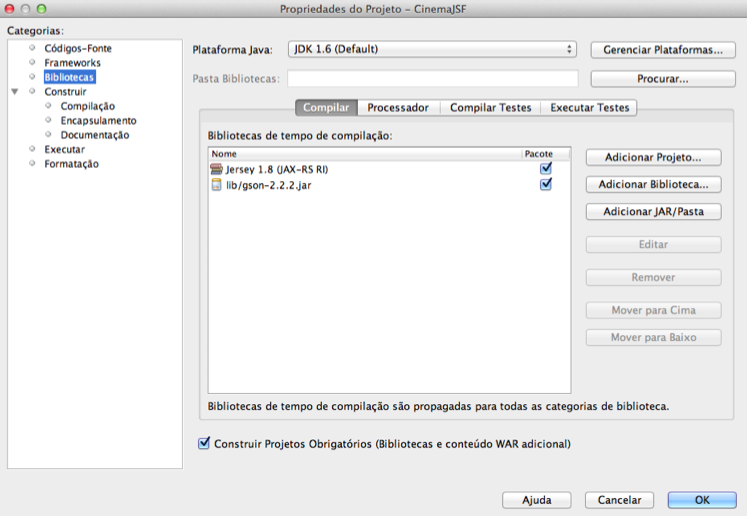 Propriedades do Projeto – CinemaJSF
Categorias:
Códigos-Fonte
Frameworks
Bibliotecas
Construir
Compilação
Encapsulamento
Documentação
Executar
Formatação
Plataforma Java: JDK 1.6 (Default) Gerenciar Plataformas...
Pasta Bibliotecas: Procurar...
Compilar Processador Compilar Testes Executar Testes
Bibliotecas de tempo de compilação:
Nome Pacote
Jersey 1.8 (JAX-RS RI)
lib/gson-2.2.2.jar
Adicionar Projeto...
Adicionar Biblioteca...
Adicionar JAR/Pasta
Editar
Remover
Mover para Cima
Mover para Baixo
Bibliotecas de tempo de compilação são propagadas para todas as categorias de biblioteca.
Construir Projetos Obrigatórios (Bibliotecas e conteúdo WAR adicional)
Ajuda Cancelar OK